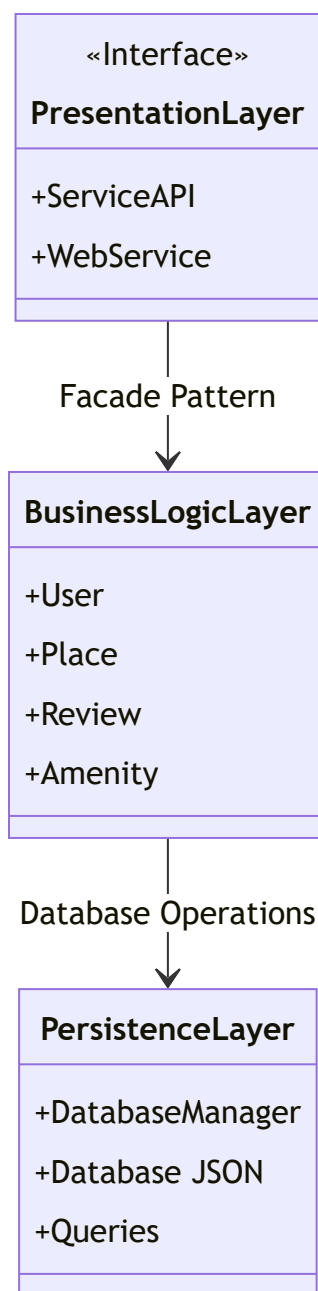 «Interface»
PresentationLayer
+ServiceAPI
+WebService
Facade Pattern
BusinessLogicLayer
+User
+Place
+Review
+Amenity
Database Operations
PersistenceLayer
+DatabaseManager
+Database JSON
+Queries